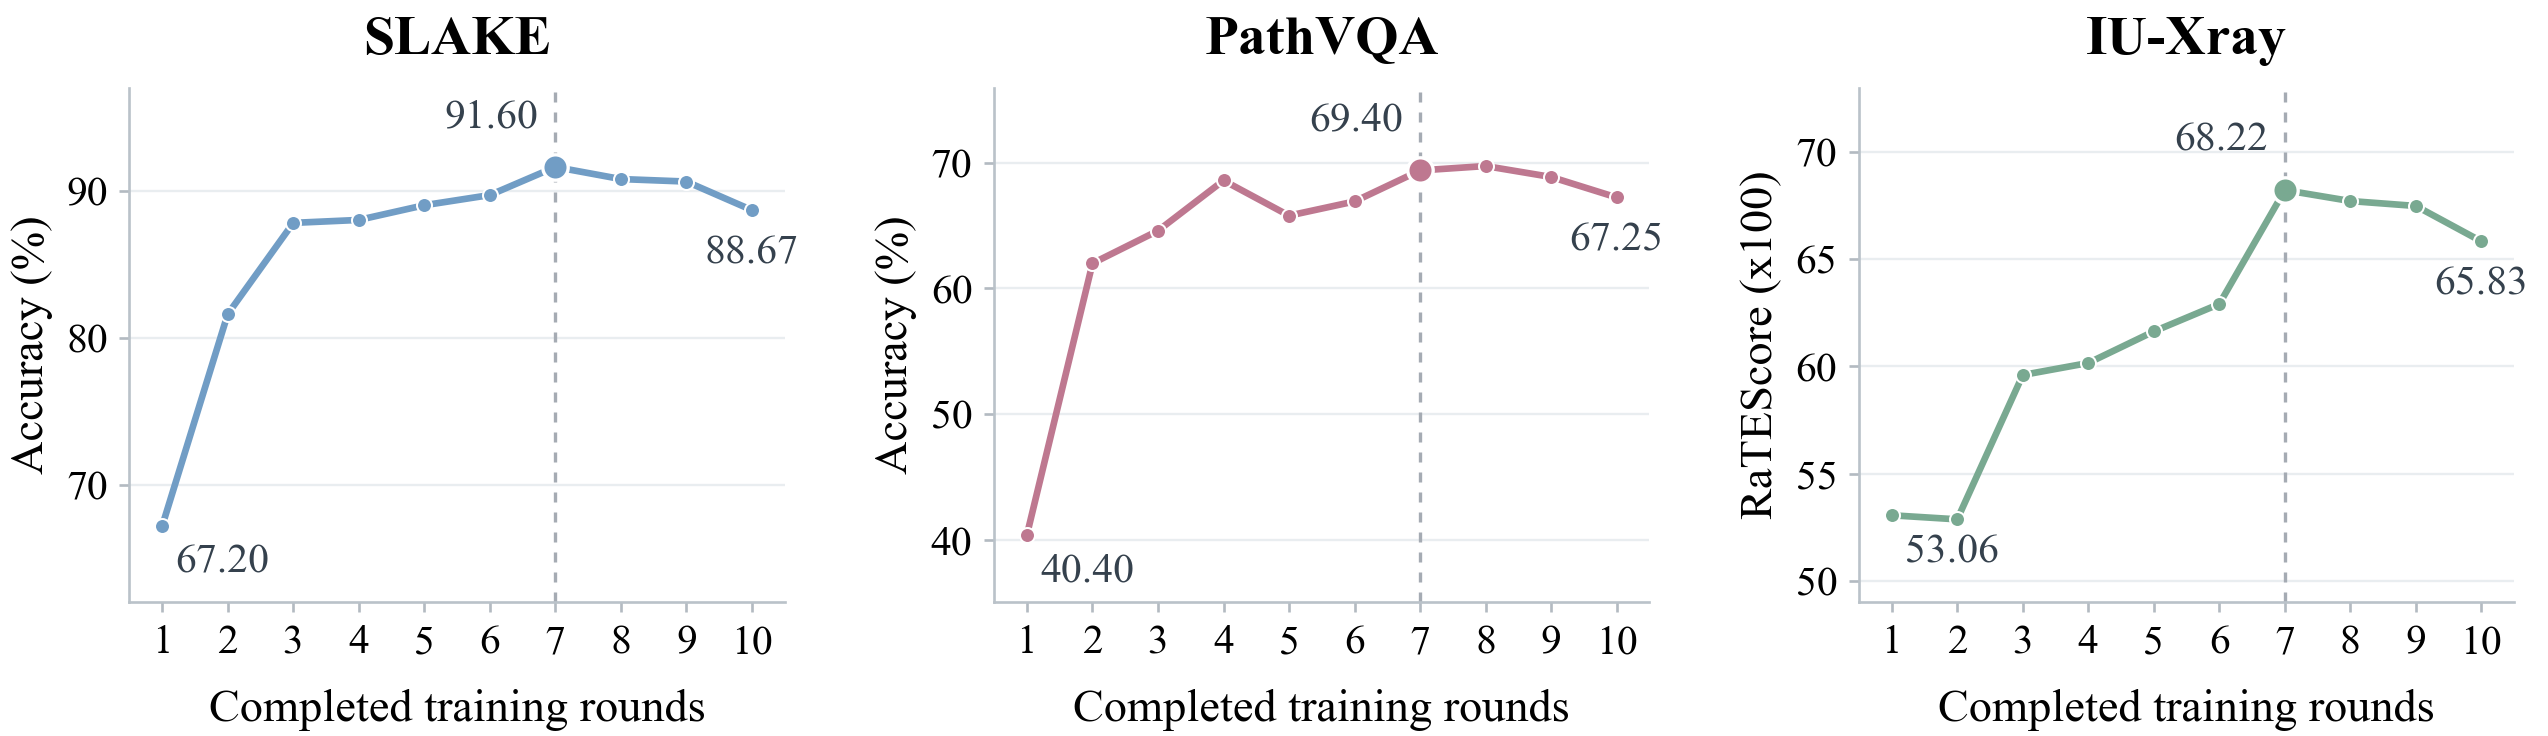 SLAKE
Accuracy (%)
90
80
70
91.60
88.67
67.20
1 2 3 4 5 6 7 8 9 10
Completed training rounds
PathVQA
Accuracy (%)
70
60
50
40
69.40
67.25
40.40
1 2 3 4 5 6 7 8 9 10
Completed training rounds
IU-Xray
RaTEScore (x100)
70
65
60
55
50
68.22
65.83
53.06
1 2 3 4 5 6 7 8 9 10
Completed training rounds